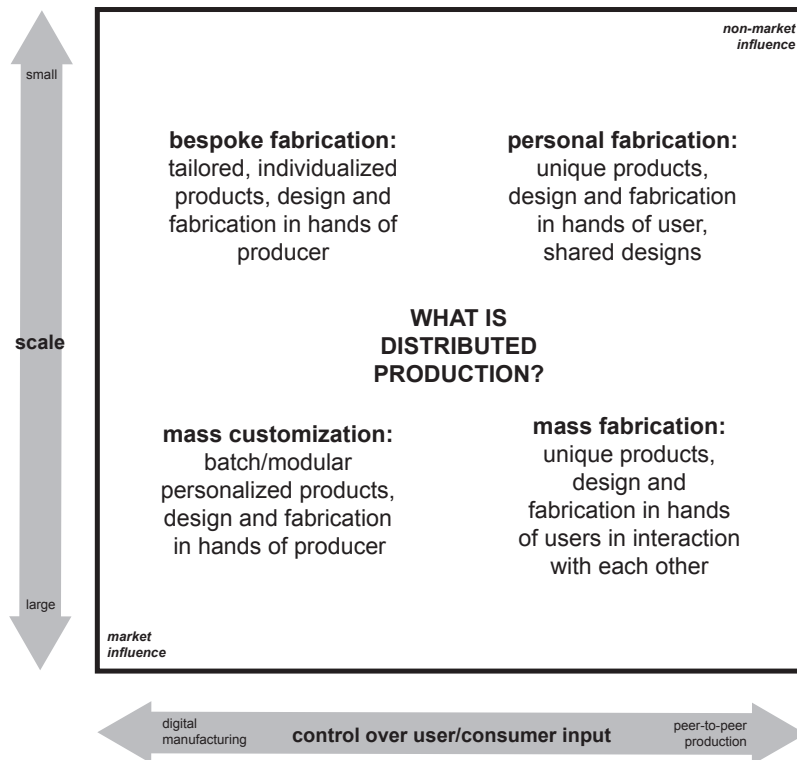 non-market
influence
small
bespoke fabrication:
tailored, individualized
products, design and
fabrication in hands of
producer
personal fabrication:
unique products,
design and fabrication
in hands of user,
shared designs
scale
WHAT IS
DISTRIBUTED
PRODUCTION?
mass customization:
batch/modular
personalized products,
design and fabrication
in hands of producer
mass fabrication:
unique products,
design and
fabrication in hands
of users in interaction
with each other
large
market
influence
digital
manufacturing
control over user/consumer input
peer-to-peer
production